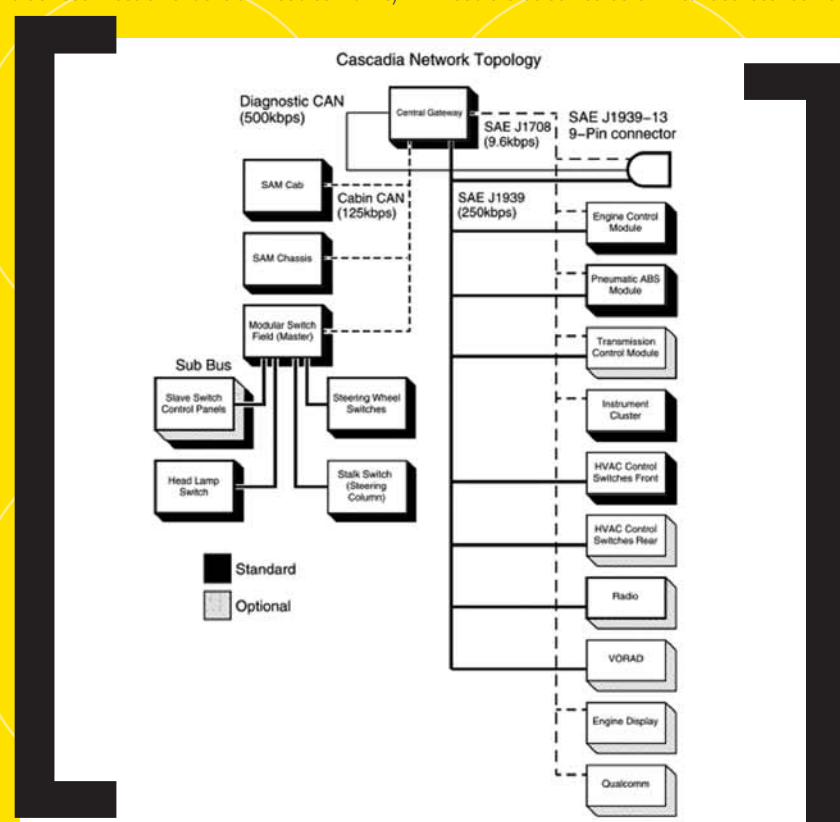 Cascadia Network Topology
Diagnostic CAN
(500kbps)
Central Gateway
SAE J1708
(9.6kbps)
SAE J1939-13
9-Pin connector
SAM Cab
Cabin CAN
(125kbps)
SAE J1939
(250kbps)
Engine Control
Module
SAM Chassis
Pneumatic ABS
Module
Modular Switch
Field (Master)
Transmission
Control Module
Sub Bus
Slave Switch
Control Panels
Steering Wheel
Switches
Instrument
Cluster
Head Lamp
Switch
Stalk Switch
(Steering
Column)
HVAC Control
Switches Front
HVAC Control
Switches Rear
Standard
Optional
Radio
VORAD
Engine Display
Qualcomm